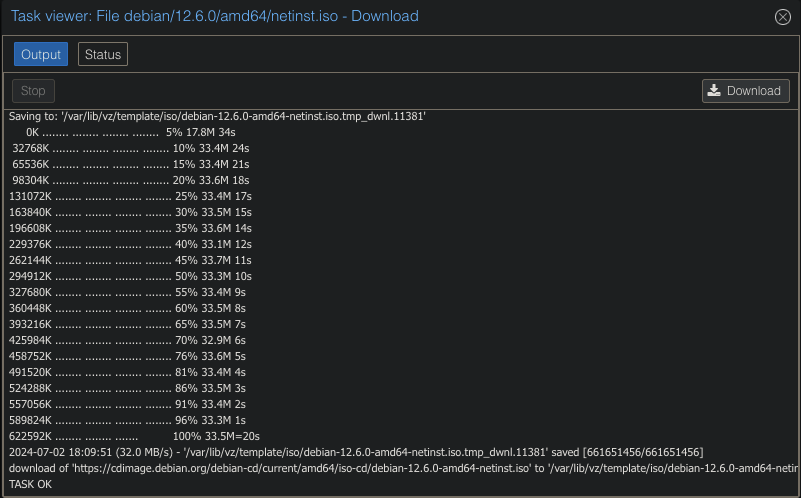 Task viewer: File debian/12.6.0/amd64/netinst.iso - Download
Output Status
Stop Download
Saving to: '/var/lib/vz/template/iso/debian-12.6.0-amd64-netinst.iso.tmp_dwnl.11381'
0K ........ ........ ........ ........ 5% 17.8M 34s
32768K ........ ........ ........ ........ 10% 33.4M 24s
65536K ........ ........ ........ ........ 15% 33.4M 21s
98304K ........ ........ ........ ........ 20% 33.6M 18s
131072K ........ ........ ........ ........ 25% 33.4M 17s
163840K ........ ........ ........ ........ 30% 33.5M 15s
196608K ........ ........ ........ ........ 35% 33.6M 14s
229376K ........ ........ ........ ........ 40% 33.1M 12s
262144K ........ ........ ........ ........ 45% 33.7M 11s
294912K ........ ........ ........ ........ 50% 33.3M 10s
327680K ........ ........ ........ ........ 55% 33.4M 9s
360448K ........ ........ ........ ........ 60% 33.5M 8s
393216K ........ ........ ........ ........ 65% 33.5M 7s
425984K ........ ........ ........ ........ 70% 32.9M 6s
458752K ........ ........ ........ ........ 76% 33.6M 5s
491520K ........ ........ ........ ........ 81% 33.4M 4s
524288K ........ ........ ........ ........ 86% 33.5M 3s
557056K ........ ........ ........ ........ 91% 33.4M 2s
589824K ........ ........ ........ ........ 96% 33.3M 1s
622592K ........ ........ ...... 100% 33.5M=20s
2024-07-02 18:09:51 (32.0 MB/s) - '/var/lib/vz/template/iso/debian-12.6.0-amd64-netinst.iso.tmp_dwnl.11381' saved [661651456/661651456]
download of 'https://cdimage.debian.org/debian-cd/current/amd64/iso-cd/debian-12.6.0-amd64-netinst.iso' to '/var/lib/vz/template/iso/debian-12.6.0-amd64-netir
TASK OK